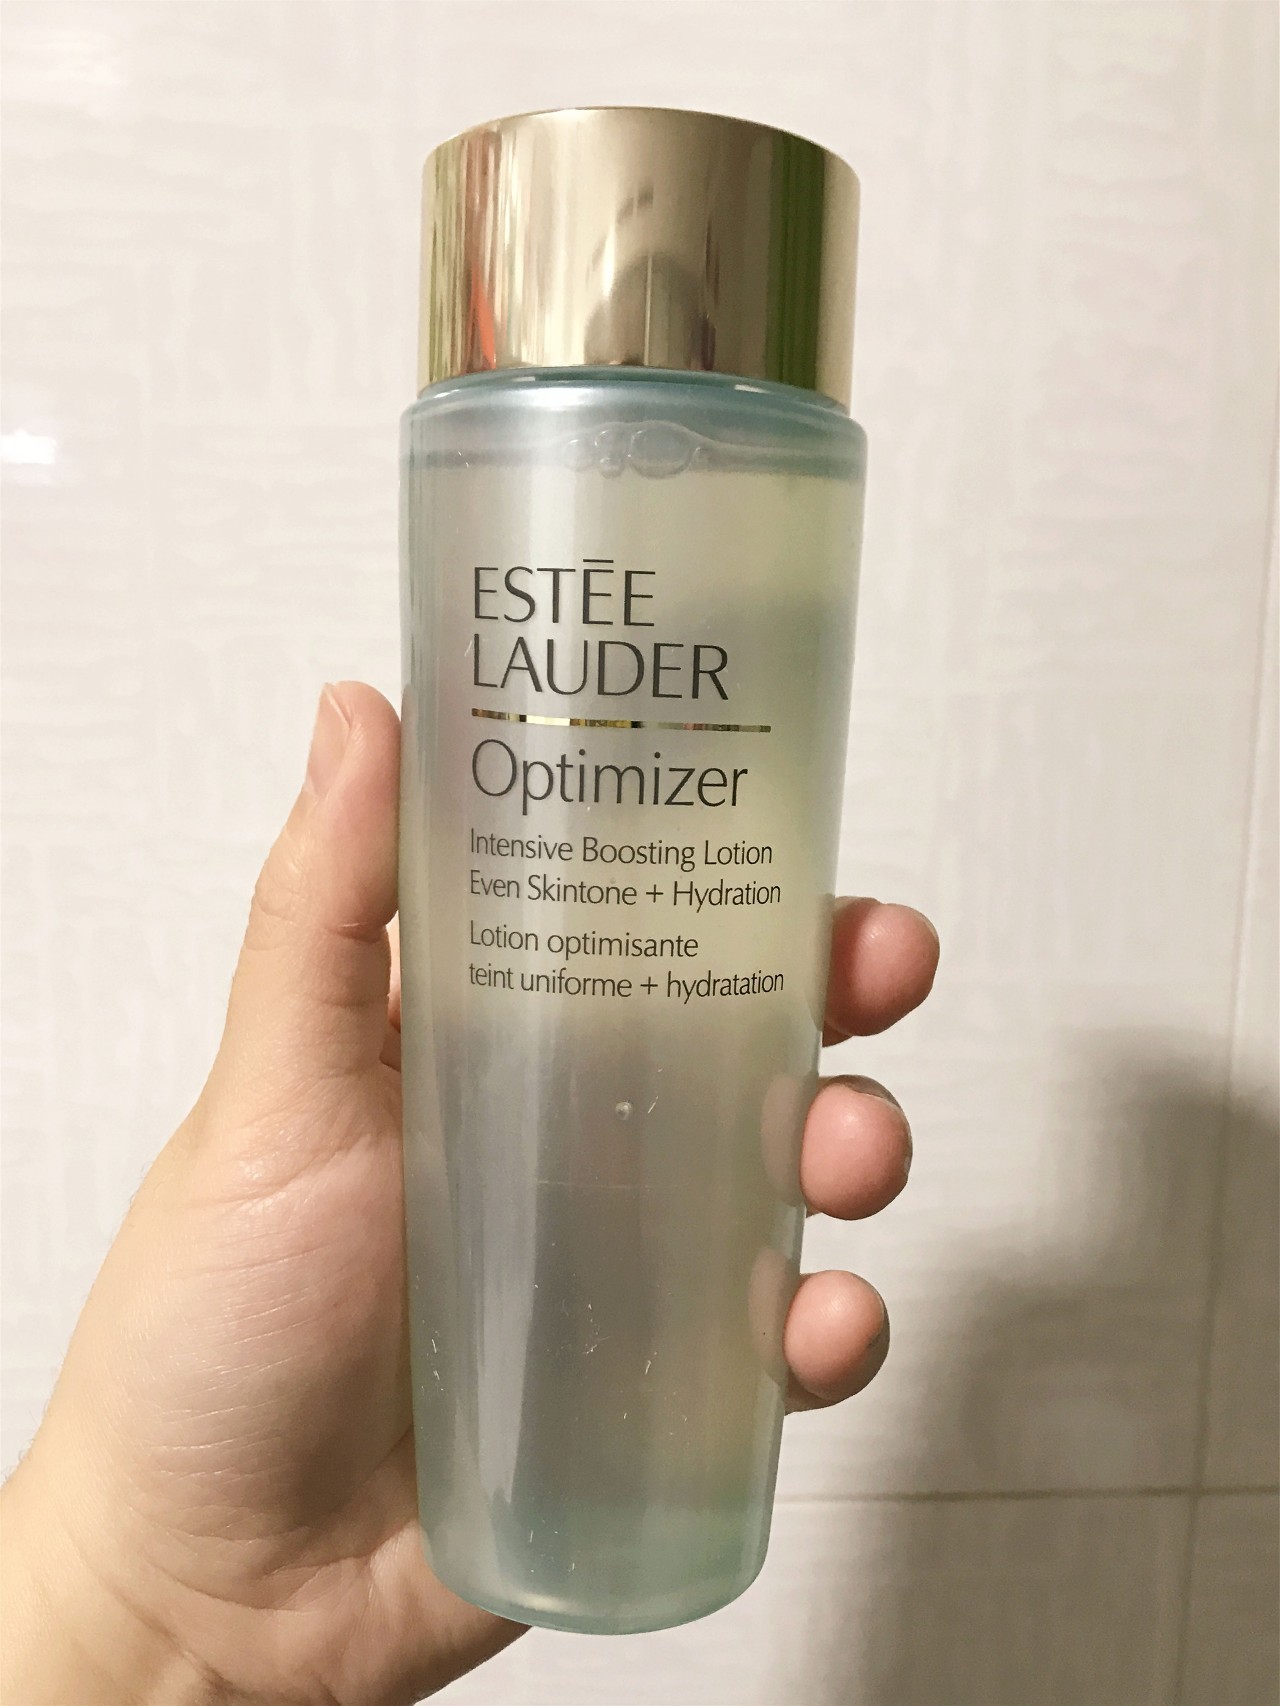 ESTĒE
LAUDER
Optimizer
Intensive Boosting Lotion
Even Skintone + Hydration
Lotion optimisante
teint uniforme + hydratation